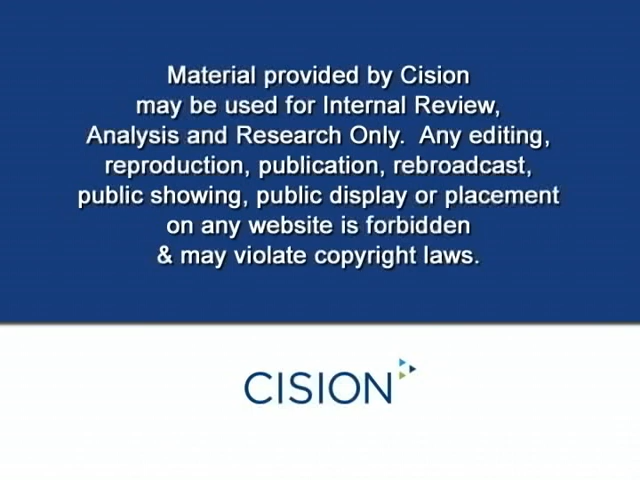 Material provided by Cision
may be used for Internal Review,
Analysis and Research Only.  Any editing,
reproduction, publication, rebroadcast,
public showing, public display or placement
on any website is forbidden
& may violate copyright laws.
CISION